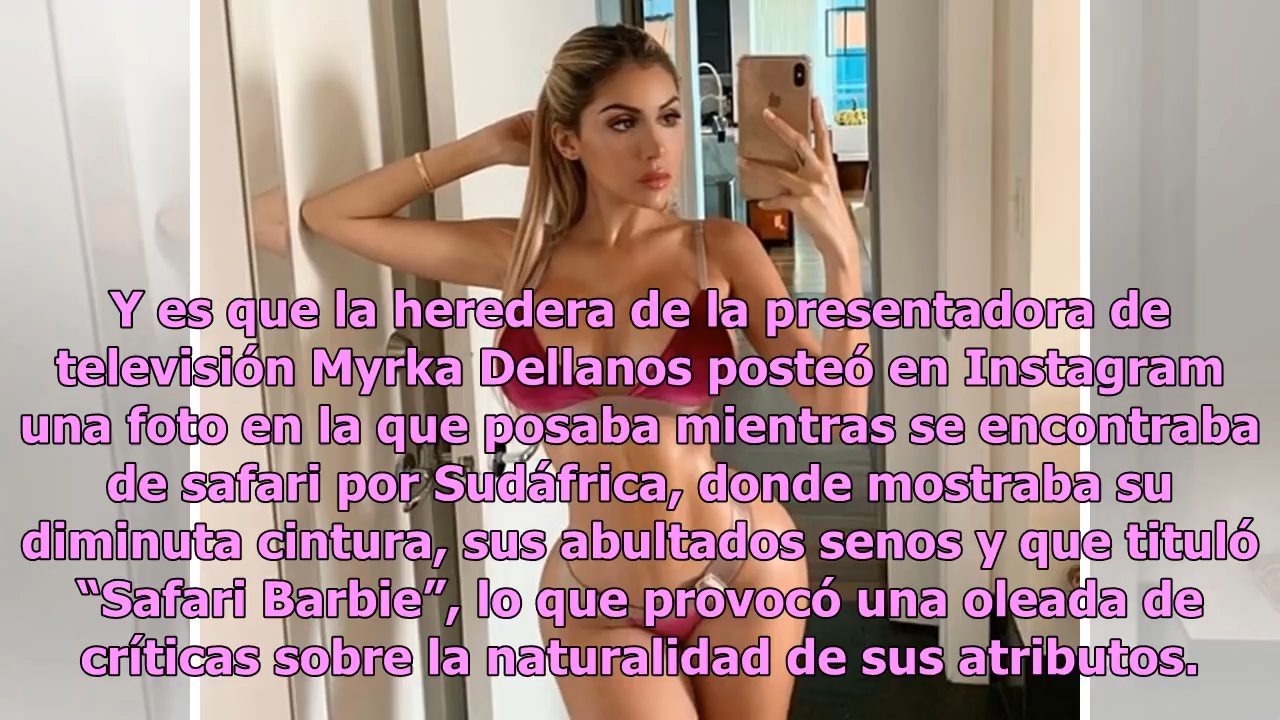 Y es que la heredera de la presentadora de
televisión Myrka Dellanos posteó en Instagram
una foto en la que posaba mientras se encontraba
de safari por Sudáfrica, donde mostraba su
diminuta cintura, sus abultados senos y que tituló
“Safari Barbie”, lo que provocó una oleada de
críticas sobre la naturalidad de sus atributos.